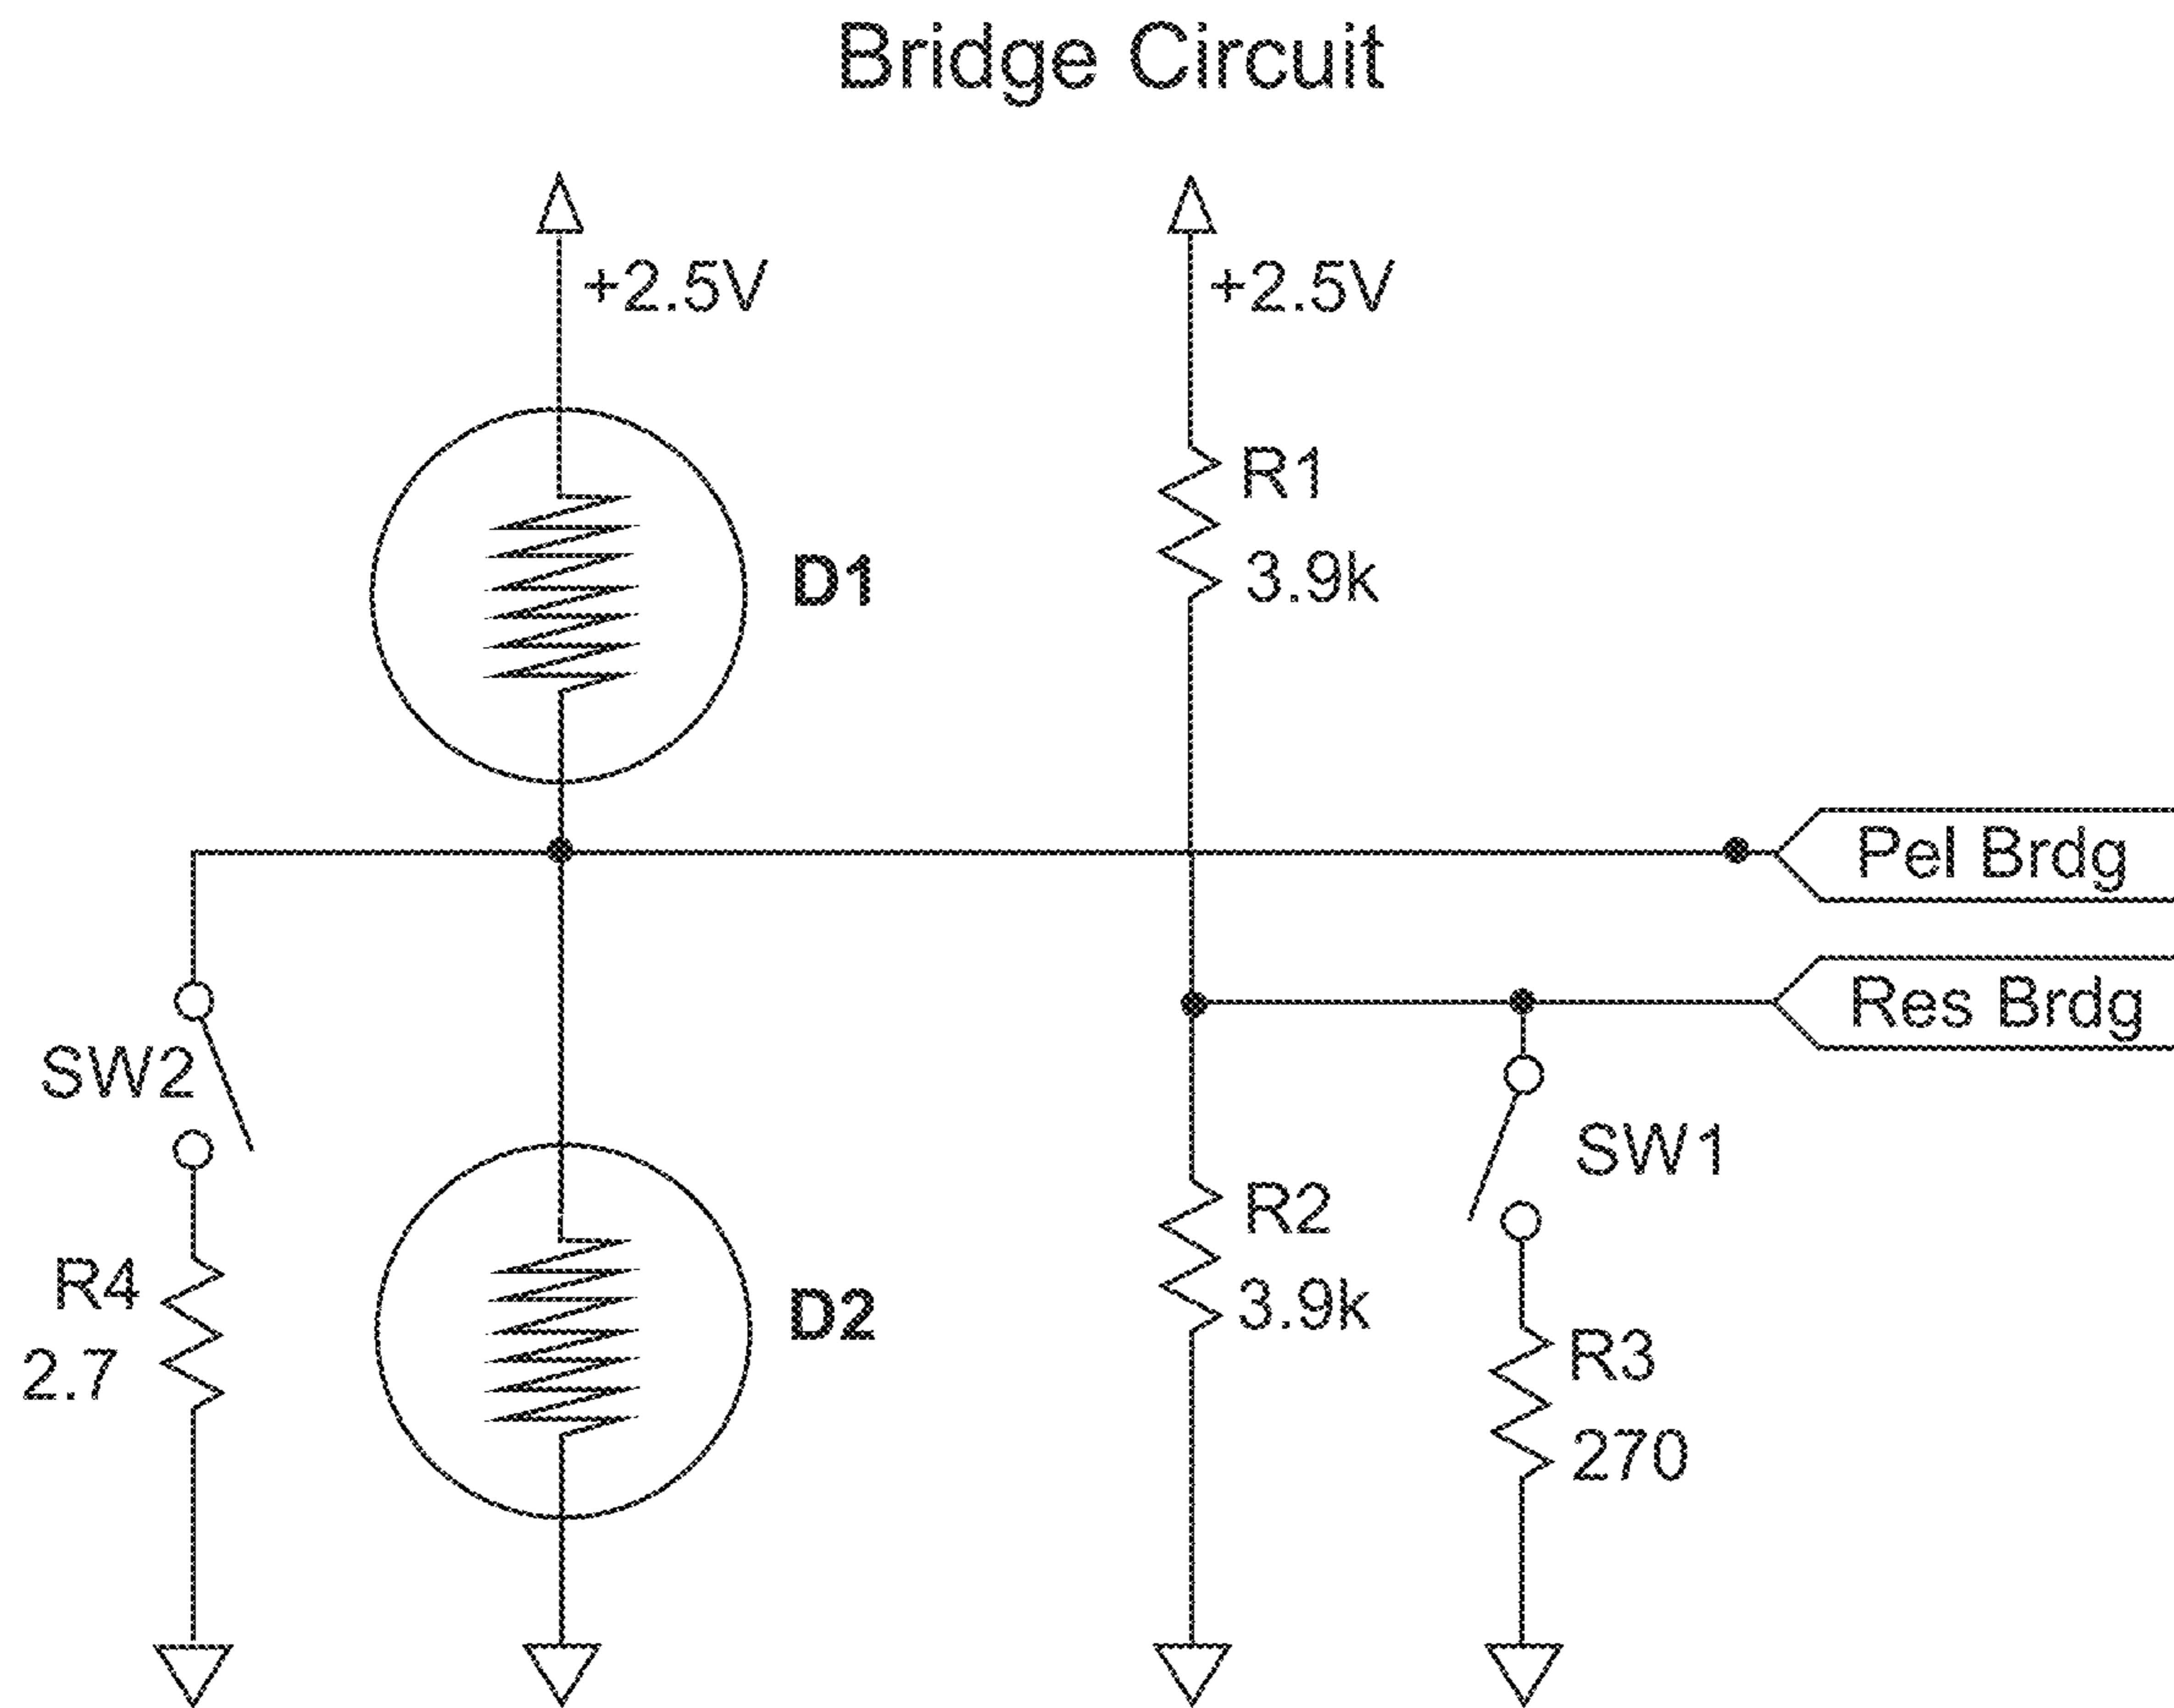 Bridge Circuit
+2.5V
+2.5V
D1
R1
3.9k
Pel Brdg
Res Brdg
SW2
SW1
R4
2.7
D2
R2
3.9k
R3
270